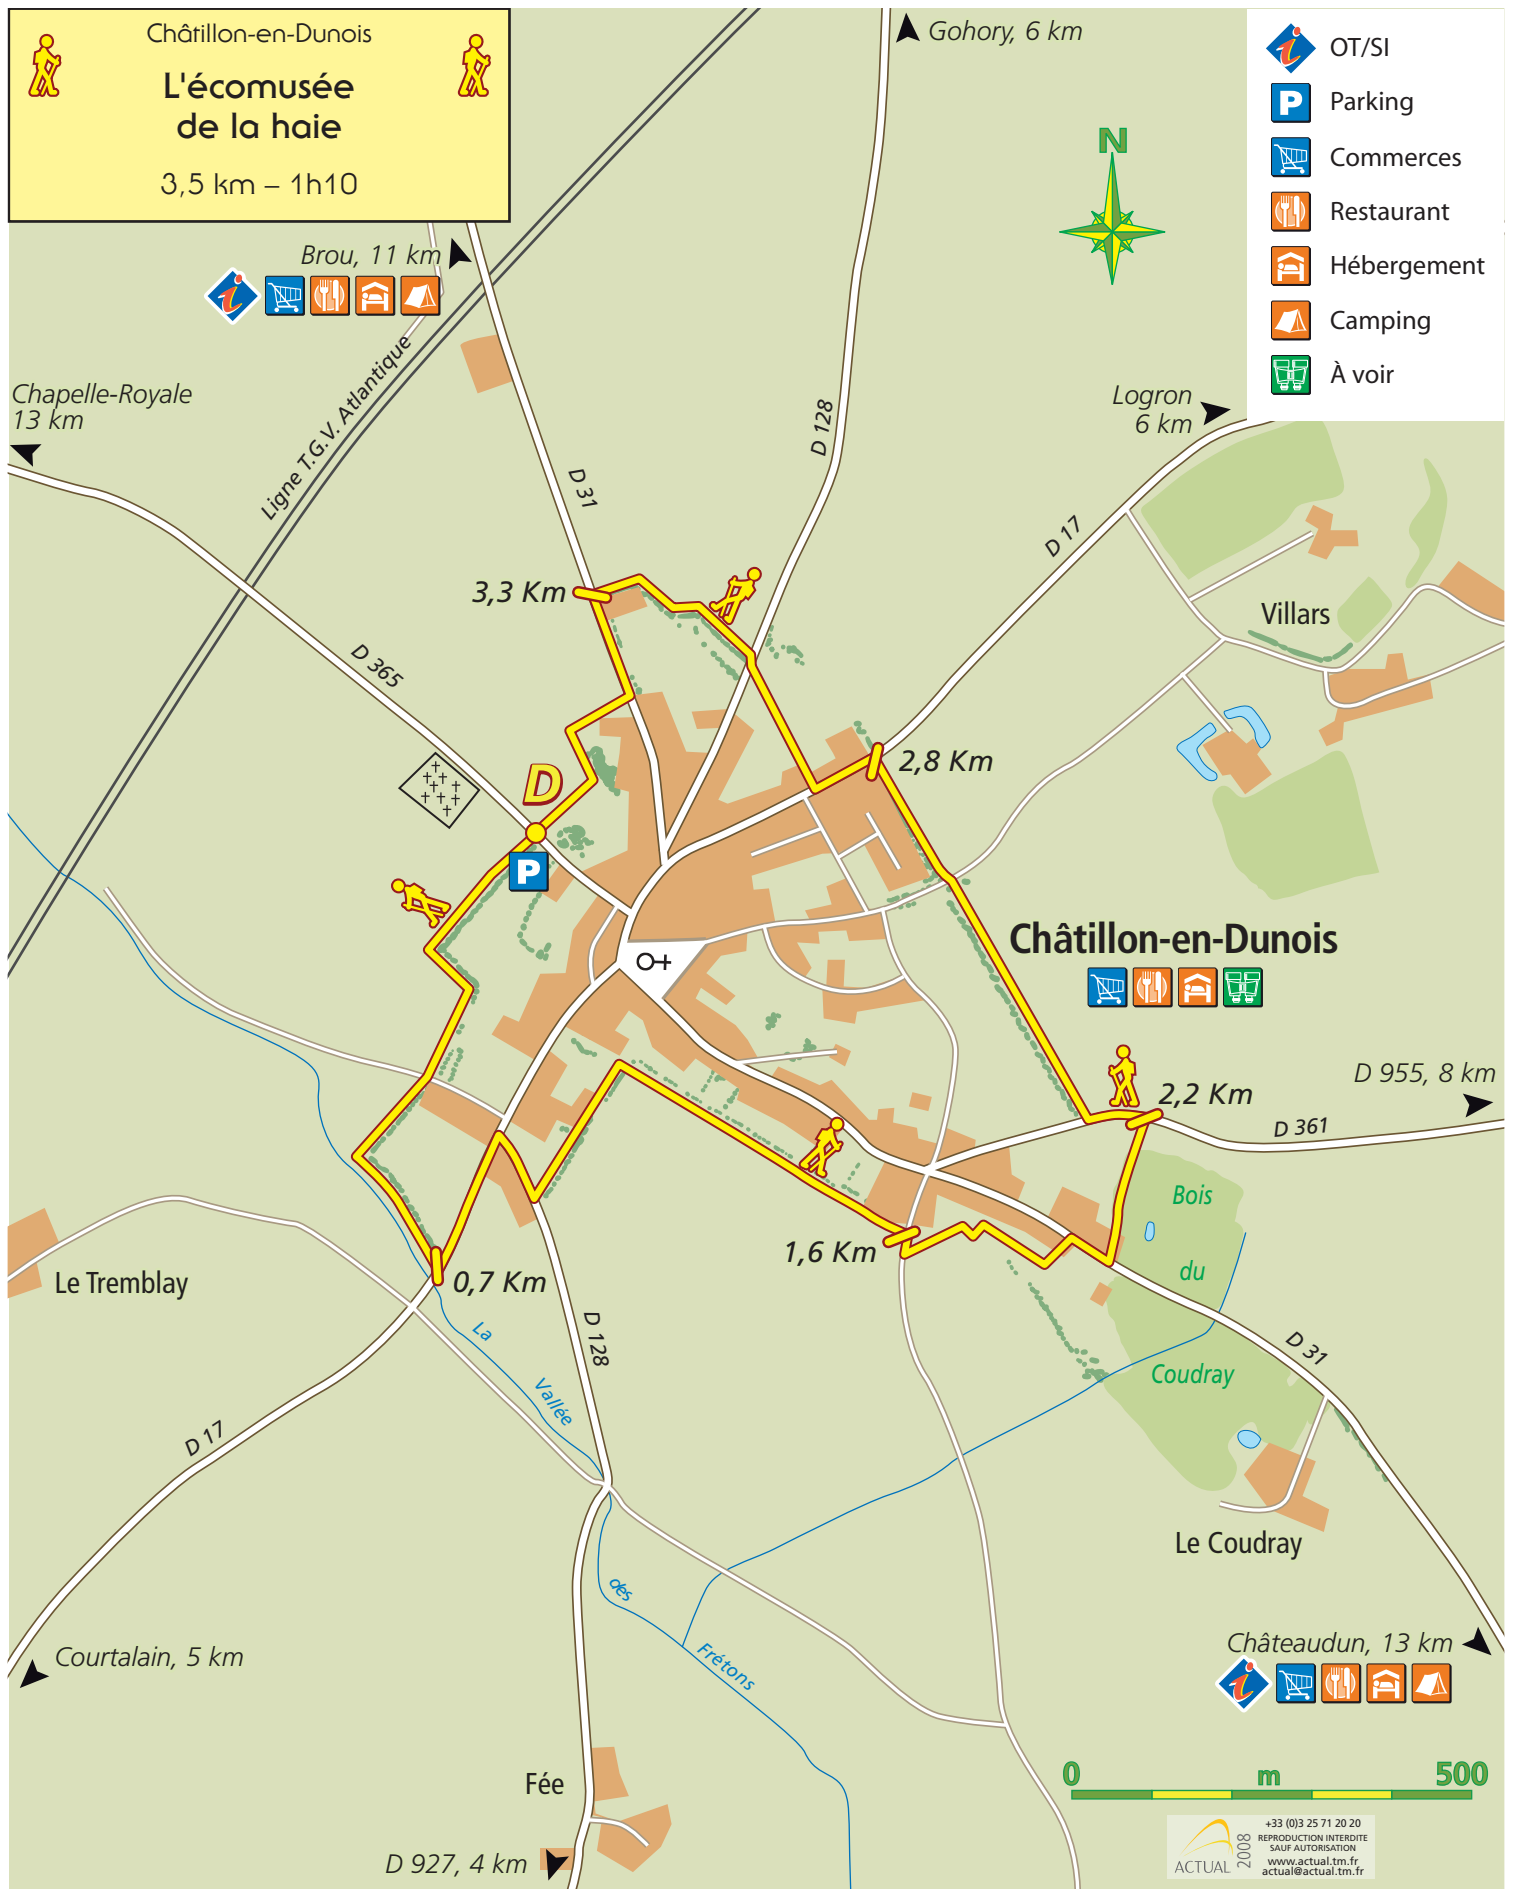 Châtillon-en-Dunois
L'écomusée
de la haie
3,5 km – 1h10
Gohory, 6 km
N
OT/SI
P
Parking
Commerces
Restaurant
Hébergement
Camping
À voir
Brou, 11 km
Chapelle-Royale
13 km
Ligne T.G.V. Atlantique
D 31
D 128
Logron
6 km
D 17
Villars
3,3 Km
D 365
D
P
2,8 Km
Châtillon-en-Dunois
D 955, 8 km
2,2 Km
D 361
Bois
du
Coudray
1,6 Km
0,7 Km
Le Tremblay
La
Vallée
des
Frétons
D 128
D 31
D 17
Le Coudray
Courtalain, 5 km
Châteaudun, 13 km
Fée
D 927, 4 km
0 m 500
ACTUAL
2008
+33 (0)3 25 71 20 20
REPRODUCTION INTERDITE
SAUF AUTORISATION
www.actual.tm.fr
actual@actual.tm.fr